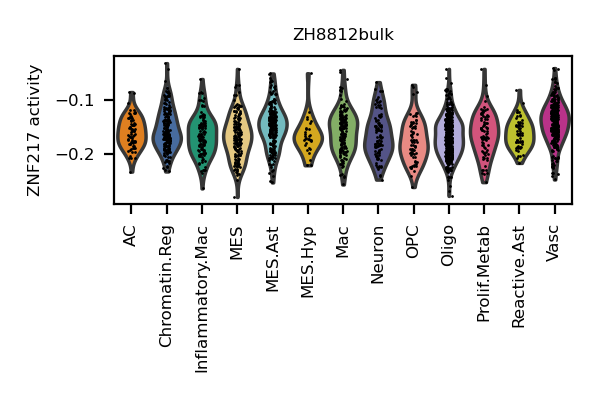 ZH8812bulk
ZNF217 activity
−0.1
−0.2
AC
Chromatin.Reg
Inflammatory.Mac
MES
MES.Ast
MES.Hyp
Mac
Neuron
OPC
Oligo
Prolif.Metab
Reactive.Ast
Vasc